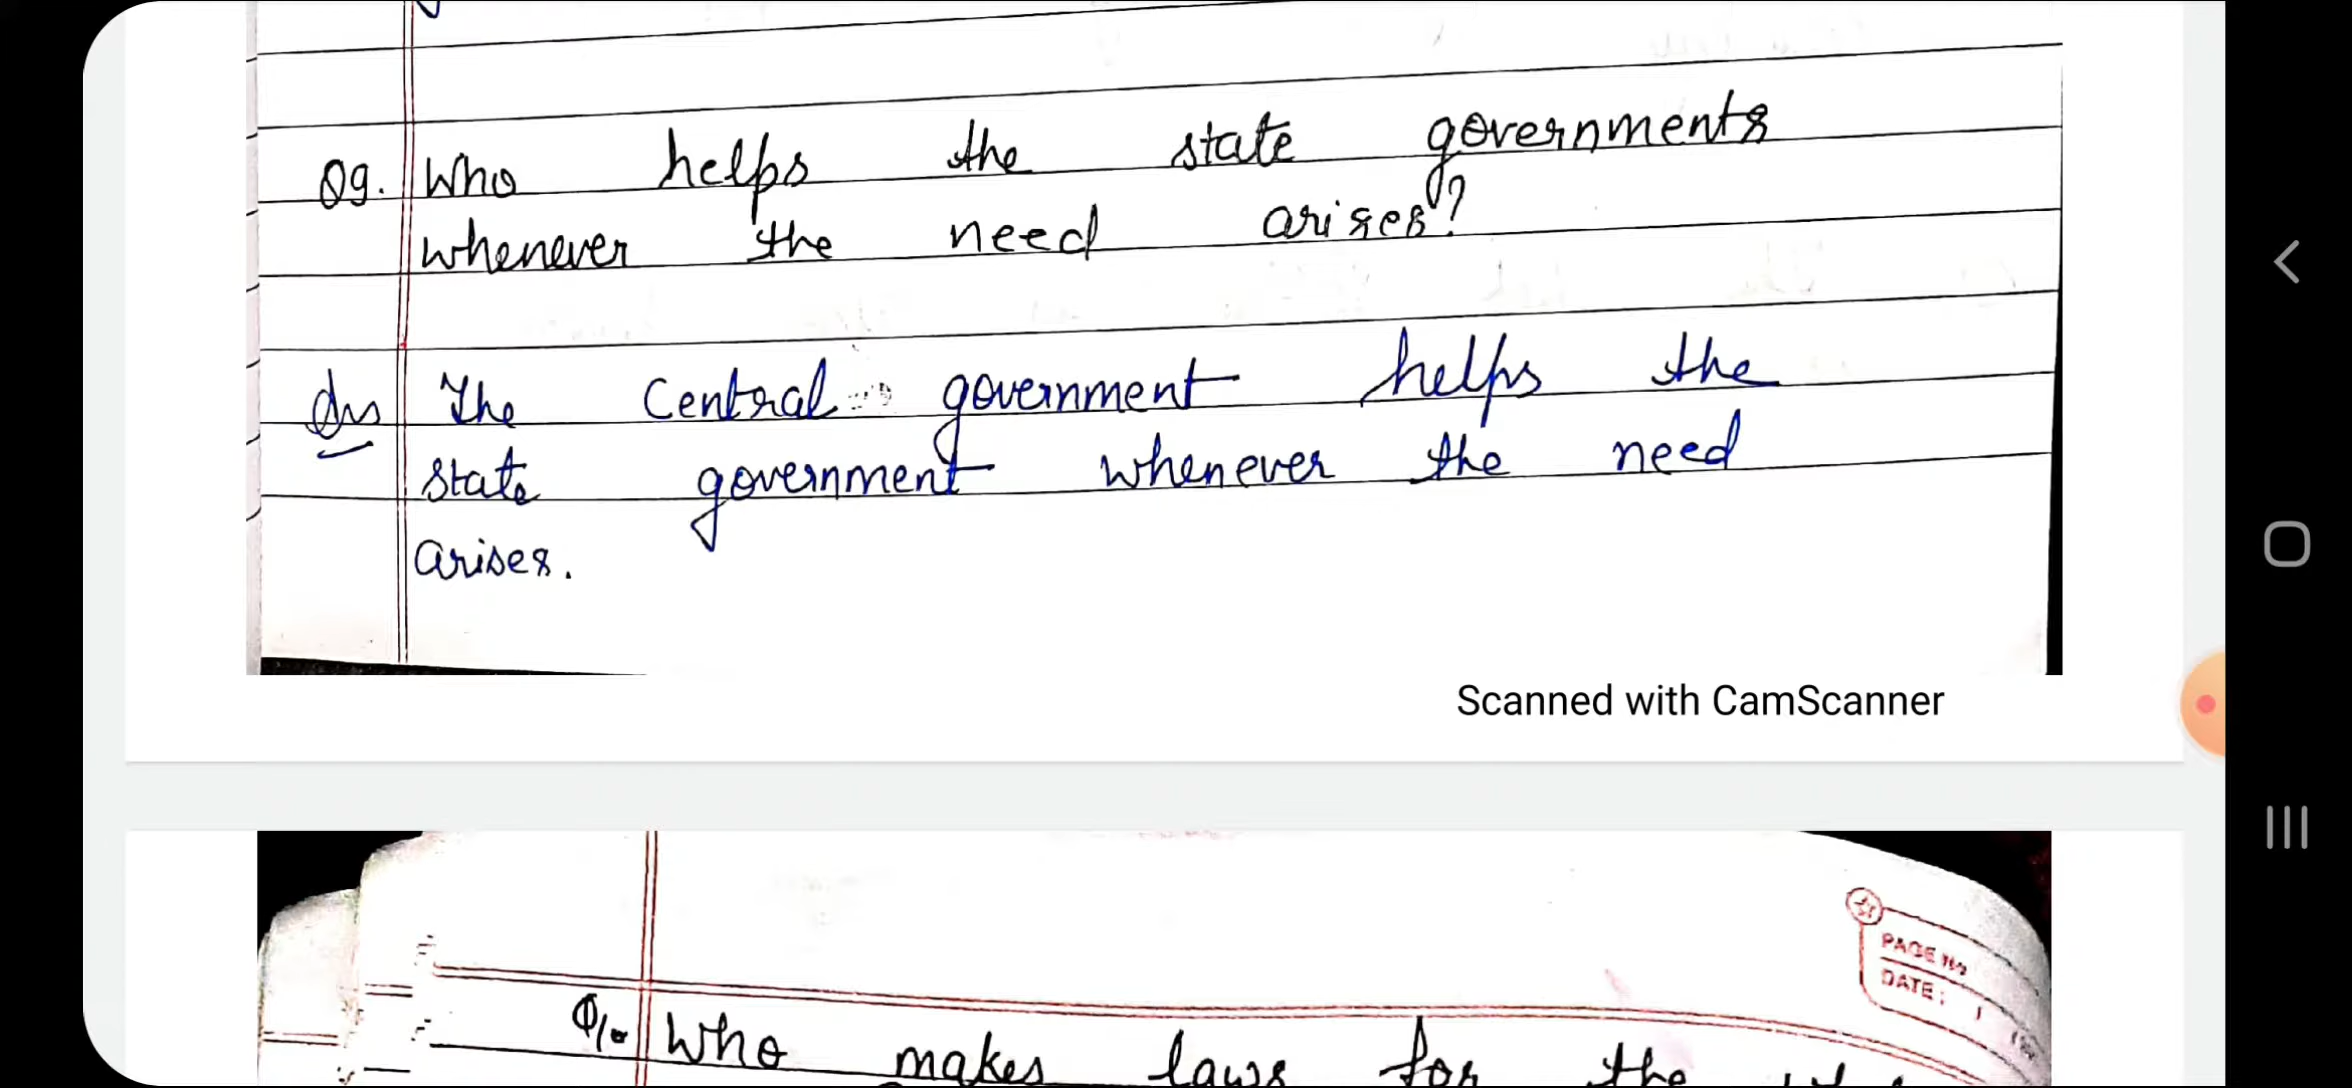 Q9. Who helps the state governments
whenever the need arises?
Ans The Central government helps the
state government whenever the need
arises.
Scanned with CamScanner
PAGE No
DATE:
Q10 Who makes laws for the